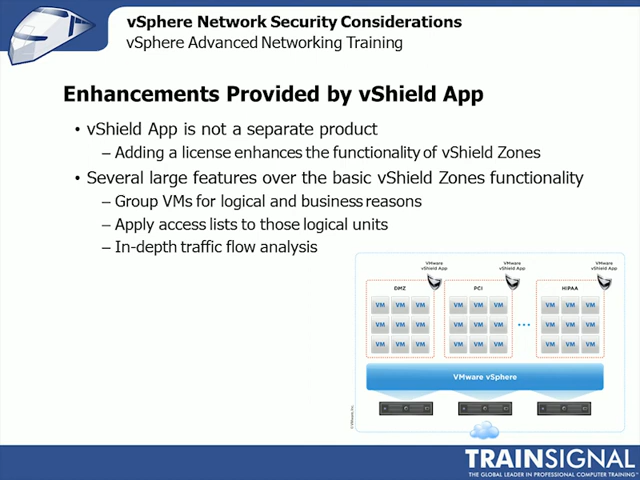 vSphere Network Security Considerations
vSphere Advanced Networking Training
Enhancements Provided by vShield App
• vShield App is not a separate product
– Adding a license enhances the functionality of vShield Zones
• Several large features over the basic vShield Zones functionality
– Group VMs for logical and business reasons
– Apply access lists to those logical units
– In-depth traffic flow analysis
VMware vShield App VMware vShield App VMware vShield App
DMZ PCI HIPAA
VM VM VM VM VM VM VM VM VM
VM VM VM VM VM VM ... VM VM VM
VM VM VM VM VM VM VM VM VM
VMware vSphere
TRAINSIGNAL
THE GLOBAL LEADER IN PROFESSIONAL COMPUTER TRAINING